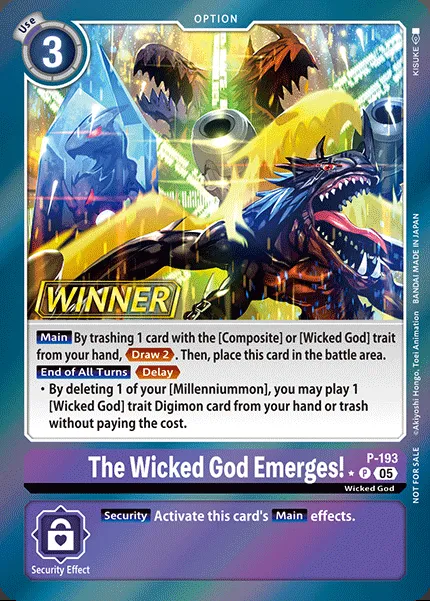 OPTION
Use
3
KISUKE
WINNER
Main By trashing 1 card with the [Composite] or [Wicked God] trait
from your hand, Draw 2. Then, place this card in the battle area.
End of All Turns Delay
・By deleting 1 of your [Millenniummon], you may play 1
[Wicked God] trait Digimon card from your hand or trash
without paying the cost.
NOT FOR SALE ©Akiyoshi Hongo, Toei Animation BANDAI MADE IN JAPAN
The Wicked God Emerges!
P-193
P 05
Wicked God
Security Activate this card's Main effects.
Security Effect